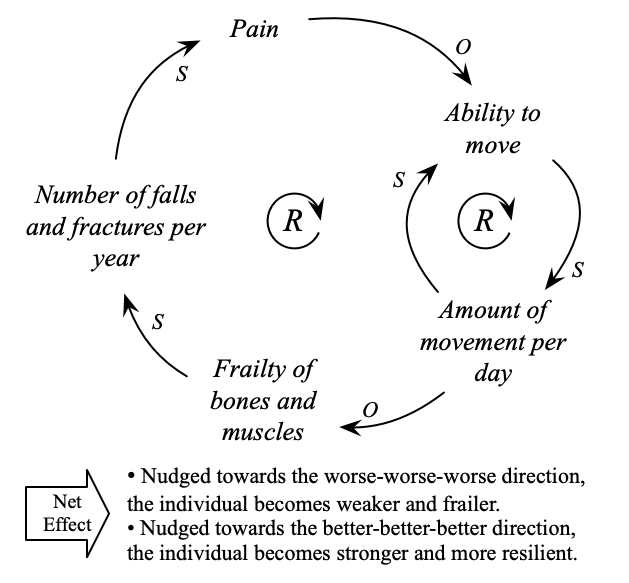 Pain
O
S
Ability to
move
S
Number of falls
and fractures per
year
R
R
S
Amount of
movement per
day
S
Frailty of
bones and
muscles
O
Net
Effect
• Nudged towards the worse-worse-worse direction,
the individual becomes weaker and frailer.
• Nudged towards the better-better-better direction,
the individual becomes stronger and more resilient.